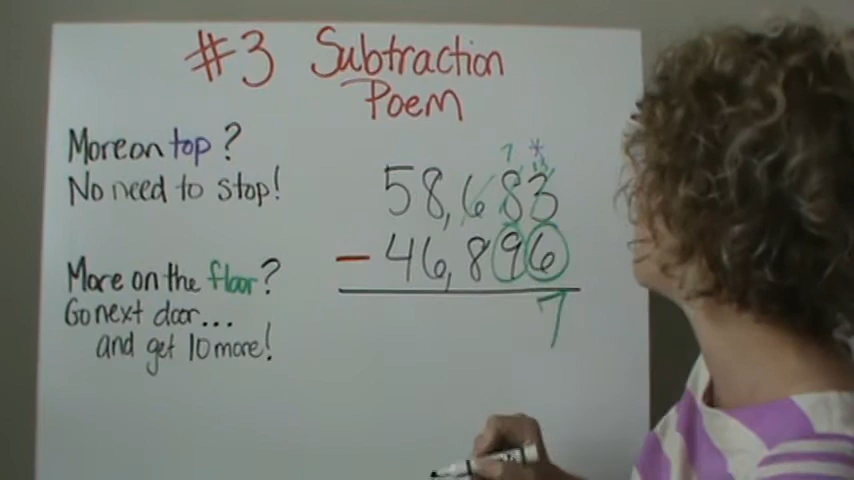 #3 Subtraction
Poem
More on top?
No need to stop!
More on the floor?
Go next door...
and get 10 more!
7 13
58,683
- 46,896
7